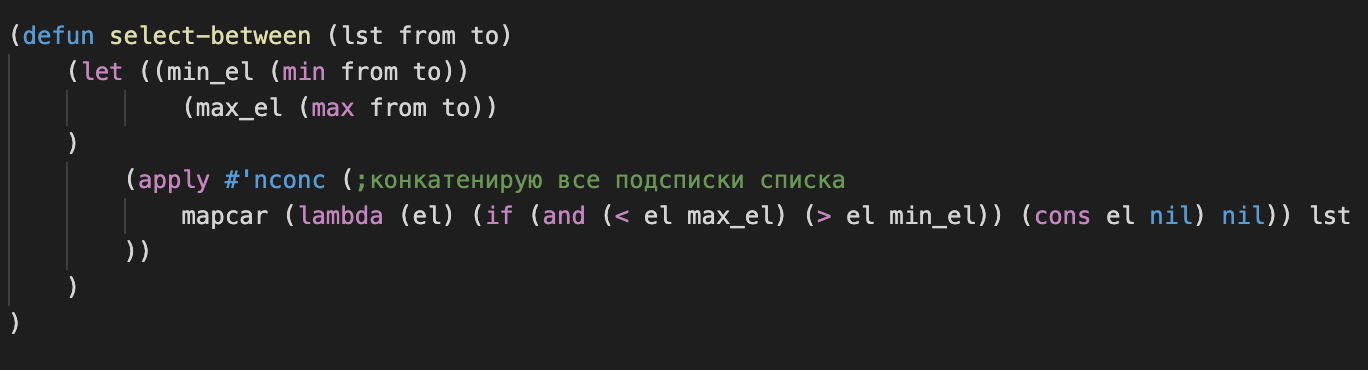 (defun select-between (lst from to)
    (let ((min_el (min from to))
            (max_el (max from to))
    )
        (apply #'nconc (;конкатенирую все подсписки списка
            mapcar (lambda (el) (if (and (< el max_el) (> el min_el)) (cons el nil) nil)) lst
        ))
    )
)